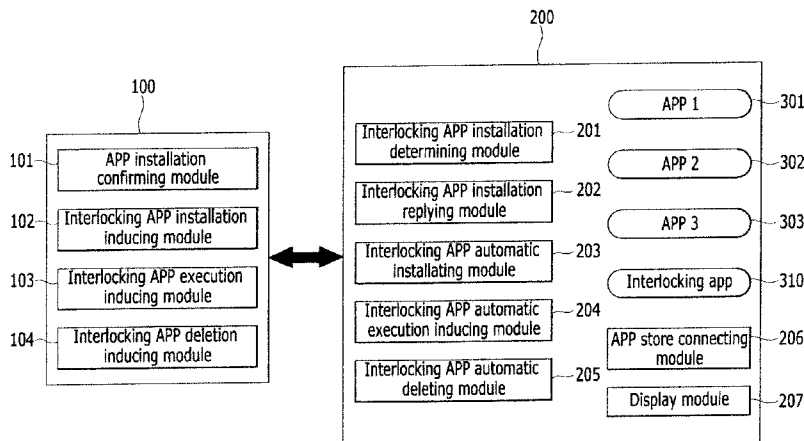 200
100
101
APP installation
confirming module
102
Interlocking APP installation
inducing module
103
Interlocking APP execution
inducing module
104
Interlocking APP deletion
inducing module
Interlocking APP installation
determining module
201
Interlocking APP installation
replying module
202
Interlocking APP automatic
installating module
203
Interlocking APP automatic
execution inducing module
204
Interlocking APP automatic
deleting module
205
APP 1
301
APP 2
302
APP 3
303
Interlocking app
310
APP store connecting
module
206
Display module
207